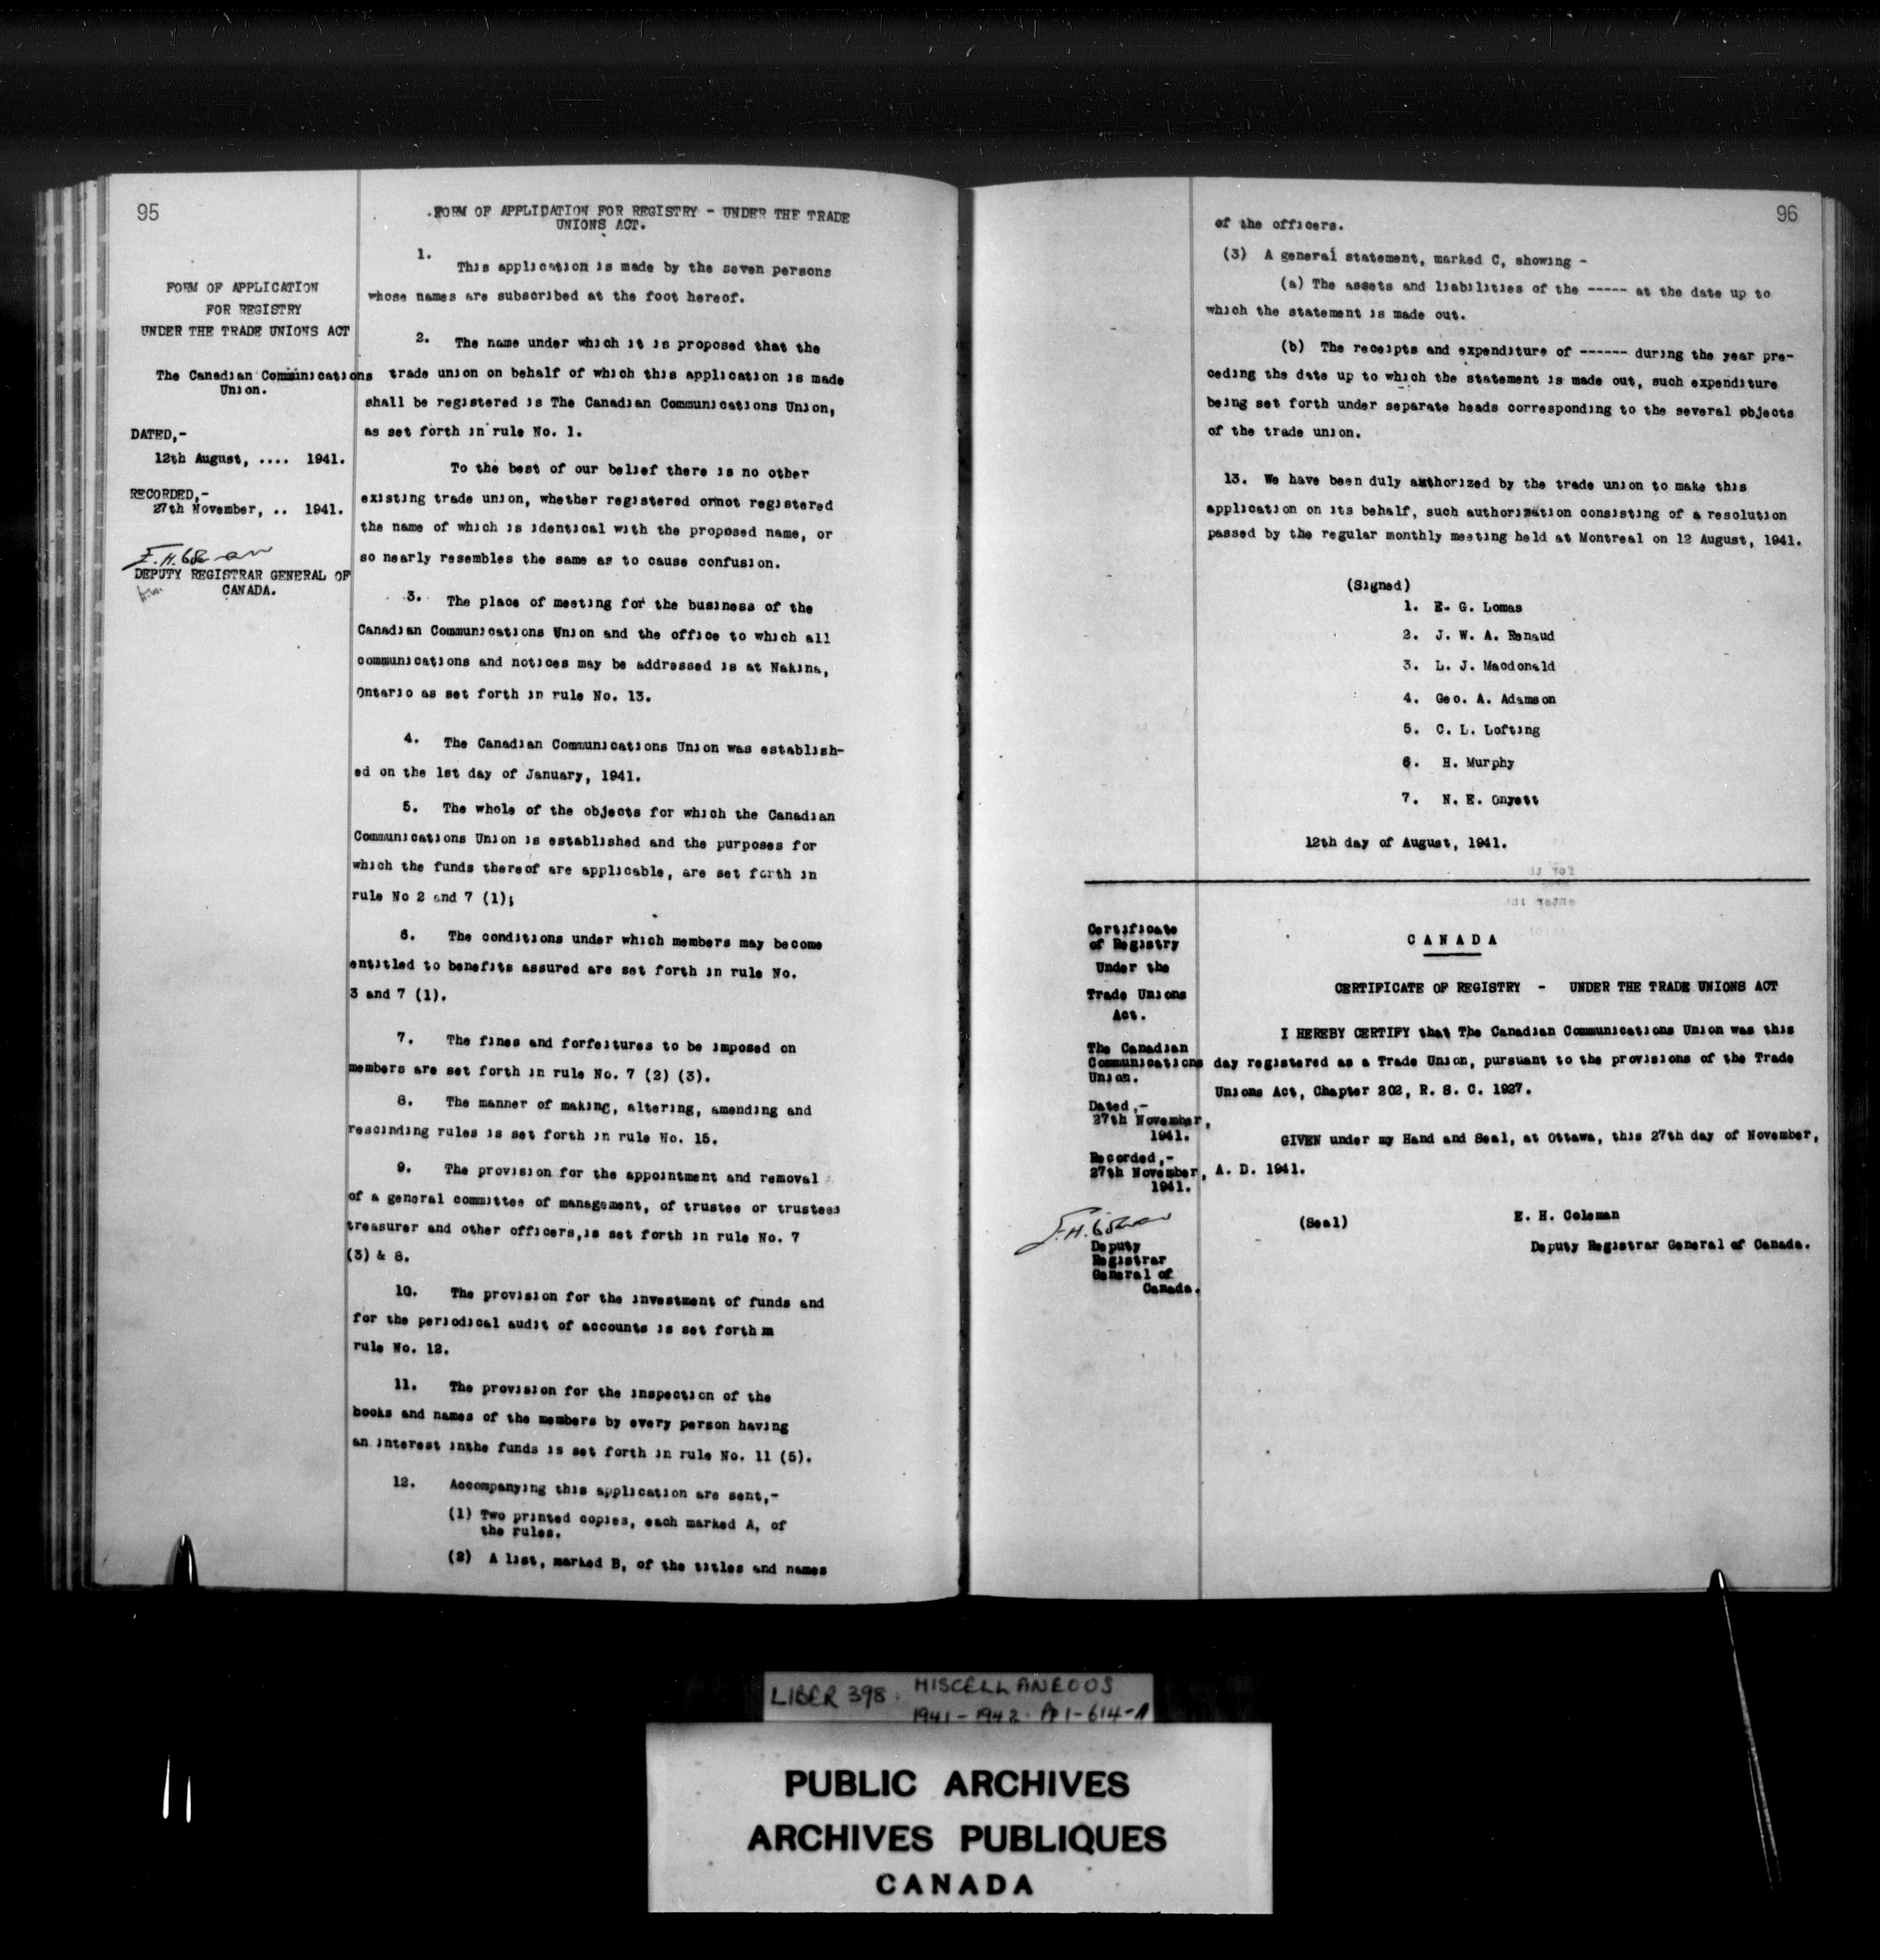 95
FORM OF APPLICATION
FOR REGISTRY
UNDER THE TRADE UNIONS ACT
The Canadian Communications
Union.
DATED,-
12th August, .... 1941.
RECORDED,-
27th November, .. 1941.
DEPUTY REGISTRAR GENERAL OF
CANADA.
FORM OF APPLICATION FOR REGISTRY - UNDER THE TRADE
UNIONS ACT.
1.
This application is made by the seven persons
whose names are subscribed at the foot hereof.
2. The name under which it is proposed that the
trade union on behalf of which this application is made
shall be registered is The Canadian Communications Union,
as set forth in rule No. 1.
To the best of our belief there is no other
existing trade union, whether registered ornot registered
the name of which is identical with the proposed name, or
so nearly resembles the same as to cause confusion.
3. The place of meeting for the business of the
Canadian Communications Union and the office to which all
communications and notices may be addressed is at Nakina,
Ontario as set forth in rule No. 13.
4. The Canadian Communications Union was establish-
ed on the 1st day of January, 1941.
5. The whole of the objects for which the Canadian
Communications Union is established and the purposes for
which the funds thereof are applicable, are set forth in
rule No 2 and 7 (1);
6. The conditions under which members may become
entitled to benefits assured are set forth in rule No.
3 and 7 (1).
7. The fines and forfeitures to be imposed on
members are set forth in rule No. 7 (2) (3).
8. The manner of making, altering, amending and
rescinding rules is set forth in rule No. 15.
9. The provision for the appointment and removal
of a general committee of management, of trustee or trustees
treasurer and other officers,is set forth in rule No. 7
(3) & 8.
10. The provision for the investment of funds and
for the periodical audit of accounts is set forth in
rule No. 12.
11. The provision for the inspection of the
books and names of the members by every person having
an interest inthe funds is set forth in rule No. 11 (5).
12. Accompanying this application are sent,-
(1) Two printed copies, each marked A, of
the rules.
(2) A list, marked B, of the titles and names
96
of the officers.
(3) A general statement, marked C, showing -
(a) The assets and liabilities of the ----- at the date up to
which the statement is made out.
(b) The receipts and expenditure of ------ during the year pre-
ceding the date up to which the statement is made out, such expenditure
being set forth under separate heads corresponding to the several objects
of the trade union.
13. We have been duly authorized by the trade union to make this
application on its behalf, such authorization consisting of a resolution
passed by the regular monthly meeting held at Montreal on 12 August, 1941.
(Signed)
1. E. G. Lomas
2. J. W. A. Renaud
3. L. J. Macdonald
4. Geo. A. Adamson
5. C. L. Lofting
6. H. Murphy
7. N. E. Onyett
12th day of August, 1941.
Certificate
of Registry
Under the
Trade Unions
Act.
The Canadian
Communications
Union.
Dated,-
27th November,
1941.
Recorded,-
27th November,
1941.
Deputy
Registrar
General of
Canada.
CANADA
CERTIFICATE OF REGISTRY - UNDER THE TRADE UNIONS ACT
I HEREBY CERTIFY that The Canadian Communications Union was this
day registered as a Trade Union, pursuant to the provisions of the Trade
Unions Act, Chapter 202, R. S. C. 1927.
GIVEN under my Hand and Seal, at Ottawa, this 27th day of November,
A. D. 1941.
(Seal)
E. H. Coleman
Deputy Registrar General of Canada.
LIBER 398. MISCELLANEOUS
1941-1942. PP1-614-A
PUBLIC ARCHIVES
ARCHIVES PUBLIQUES
CANADA